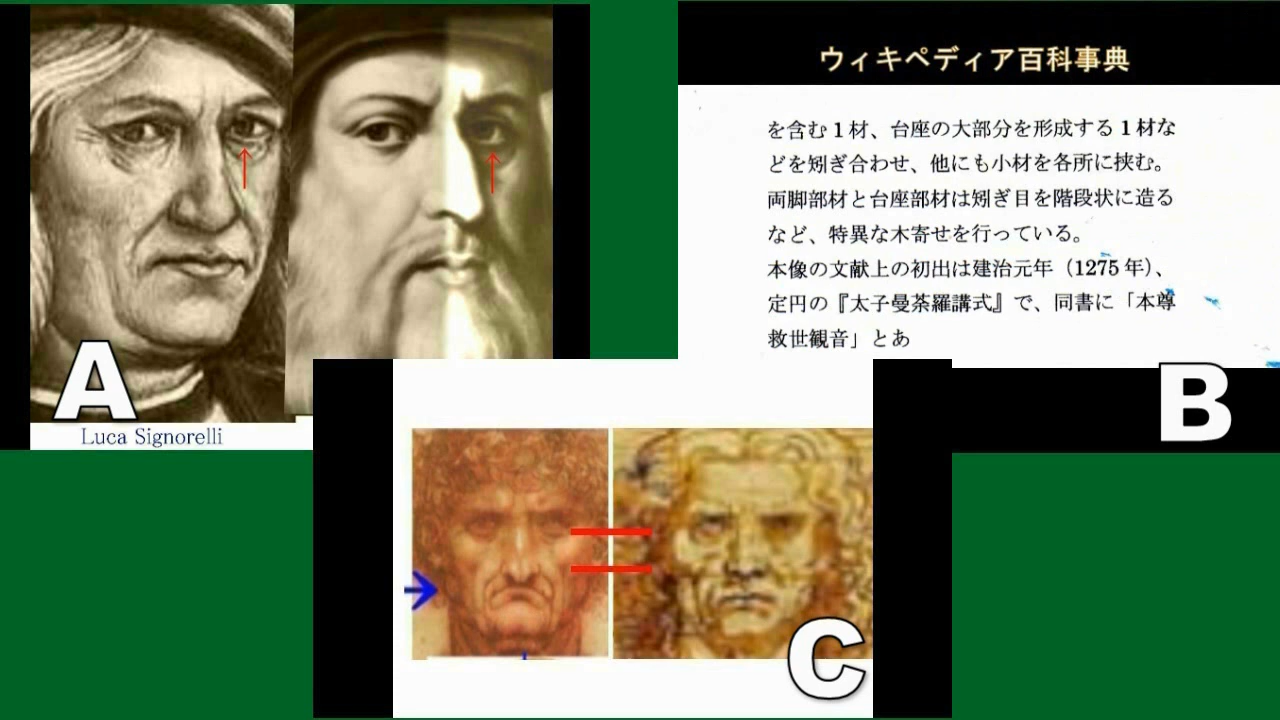 A
Luca Signorelli
ウィキペディア百科事典
を含む1材、台座の大部分を形成する1材な
どを矧ぎ合わせ、他にも小材を各所に挟む。
両脚部材と台座部材は矧ぎ目を階段状に造る
など、特異な木寄せを行っている。
本像の文献上の初出は建治元年（1275年）、
定円の『太子曼荼羅講式』で、同書に「本尊
救世観音」とあ
B
C